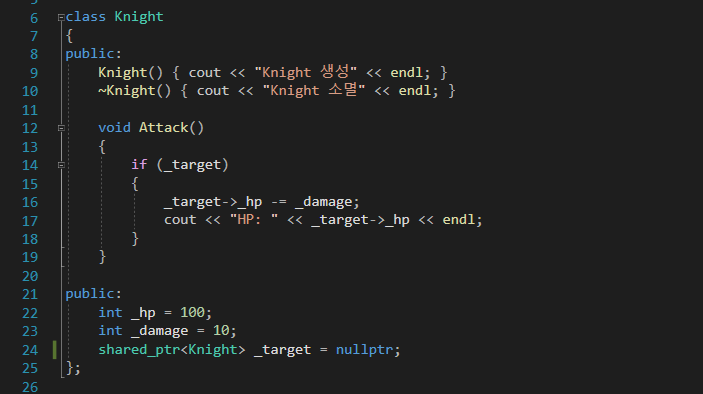 6 class Knight
7 {
8 public:
9 Knight() { cout << "Knight 생성" << endl; }
10 ~Knight() { cout << "Knight 소멸" << endl; }
11
12 void Attack()
13 {
14 if (_target)
15 {
16 _target->_hp -= _damage;
17 cout << "HP: " << _target->_hp << endl;
18 }
19 }
20
21 public:
22 int _hp = 100;
23 int _damage = 10;
24 shared_ptr<Knight> _target = nullptr;
25 };
26